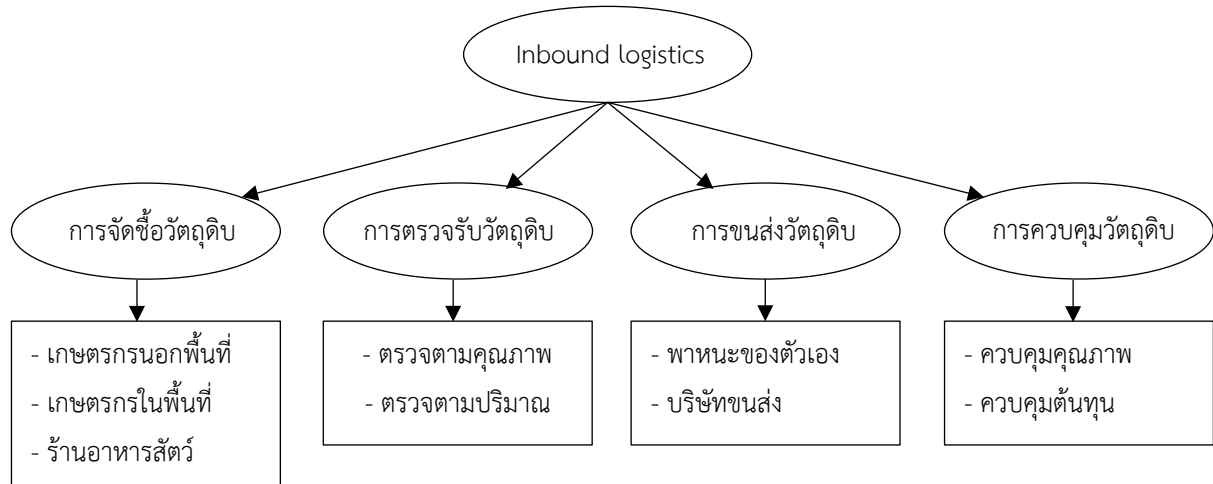 Inbound logistics
การจัดซื้อวัตถุดิบ
การตรวจรับวัตถุดิบ
การขนส่งวัตถุดิบ
การควบคุมวัตถุดิบ
- เกษตรกรนอกพื้นที่
- เกษตรกรในพื้นที่
- ร้านอาหารสัตว์
- ตรวจตามคุณภาพ
- ตรวจตามปริมาณ
- พาหนะของตัวเอง
- บริษัทขนส่ง
- ควบคุมคุณภาพ
- ควบคุมต้นทุน